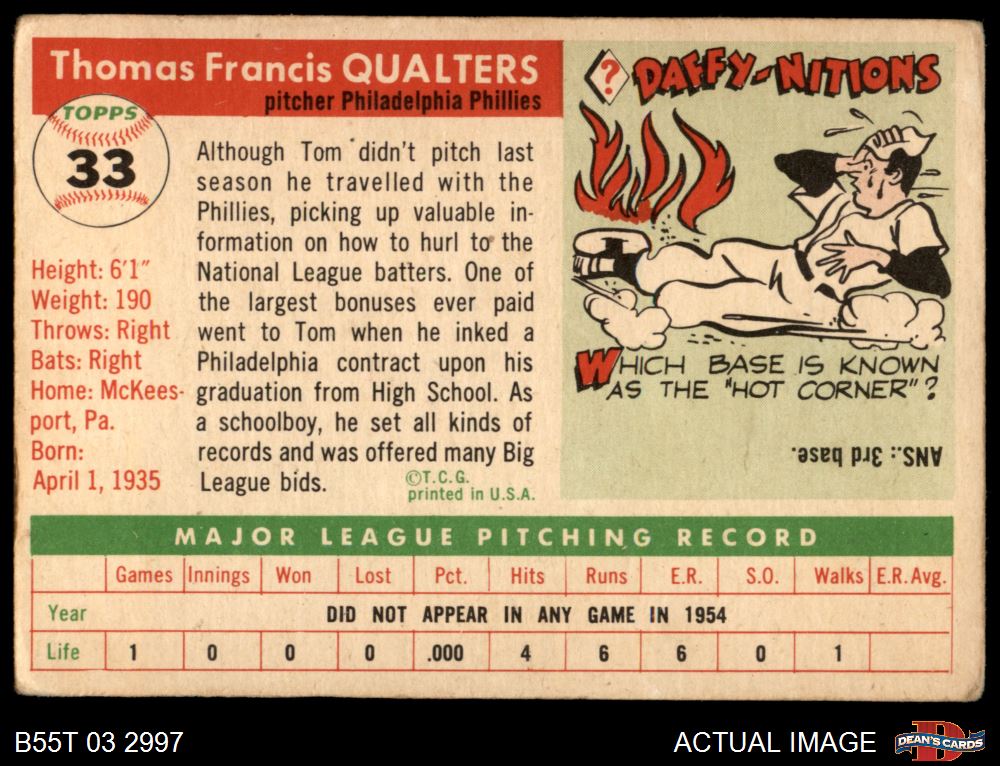 Thomas Francis QUALTERS
pitcher Philadelphia Phillies
TOPPS
33
Height: 6'1"
Weight: 190
Throws: Right
Bats: Right
Home: McKees-
port, Pa.
Born:
April 1, 1935
Although Tom didn't pitch last
season he travelled with the
Phillies, picking up valuable in-
formation on how to hurl to the
National League batters. One of
the largest bonuses ever paid
went to Tom when he inked a
Philadelphia contract upon his
graduation from High School. As
a schoolboy, he set all kinds of
records and was offered many Big
League bids.
©T.C.G.
printed in U.S.A.
? DAFFY-NITIONS
WHICH BASE IS KNOWN
AS THE "HOT CORNER"?
ANS.: 3rd base.
MAJOR LEAGUE PITCHING RECORD
Games Innings Won Lost Pct. Hits Runs E.R. S.O. Walks E.R.Avg.
Year DID NOT APPEAR IN ANY GAME IN 1954
Life 1 0 0 0 .000 4 6 6 0 1
B55T 03 2997
ACTUAL IMAGE
DEAN'S CARDS